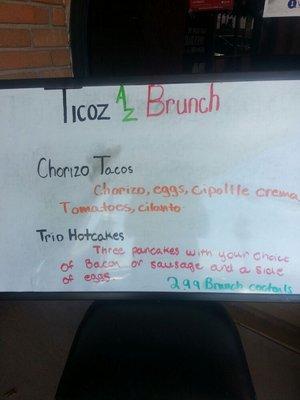 Ticoz AZ Brunch
Chorizo Tacos
Chorizo, eggs, cipoltle crema
Tomatoes, cilanto
Trio Hotcakes
Three pancakes with your choice
of Bacon or sausage and a side
of eggs
2.99 Brunch coctails